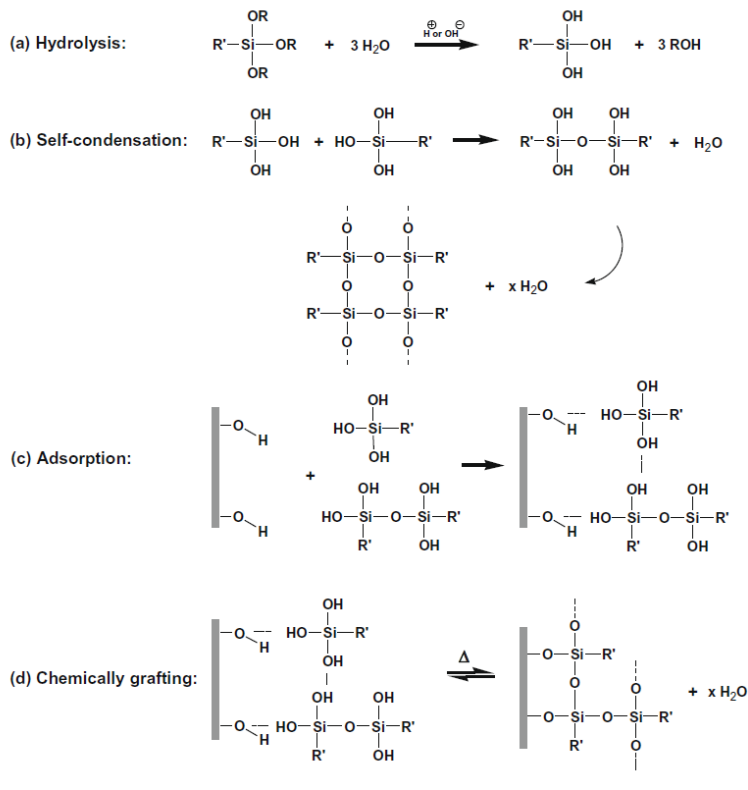 OR OH
H or OH
⊕ ⊖
(a) Hydrolysis: R'–Si–OR + 3 H₂O R'–Si–OH + 3 ROH
OR OH
OH OH OH OH
(b) Self-condensation: R'–Si–OH + HO–Si–R' R'–Si–O–Si–R' + H₂O
OH OH OH OH
O O
R'–Si–O–Si–R'
O O + x H₂O
R'–Si–O–Si–R'
O O
OH
OH
O HO–Si–R' O --- HO–Si–R'
H OH H OH
(c) Adsorption:
+
OH OH OH OH
O HO–Si–O–Si–R' O --- HO–Si–O–Si–R'
H H
R' OH R' OH
OH O
O --- HO–Si–R' O–Si–R'
H
OH
(d) Chemically grafting: Δ
OH OH O O + x H₂O
O --- HO–Si–O–Si–R' O–Si–O–Si–R'
H
R' OH R' O